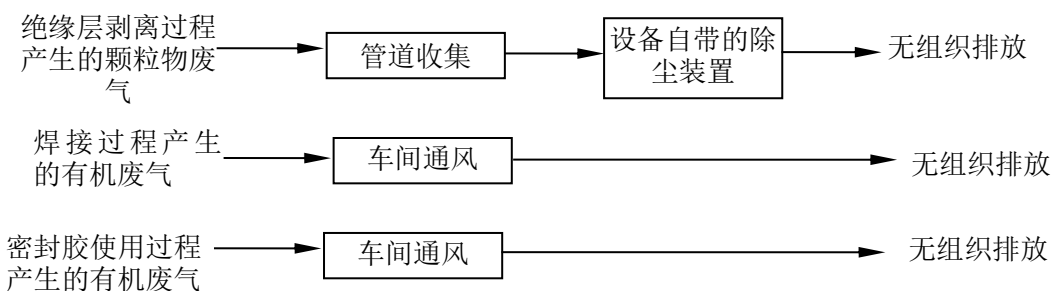 绝缘层剥离过程
产生的颗粒物废
气
管道收集
设备自带的除
尘装置
无组织排放
焊接过程产生
的有机废气
车间通风
无组织排放
密封胶使用过程
产生的有机废气
车间通风
无组织排放